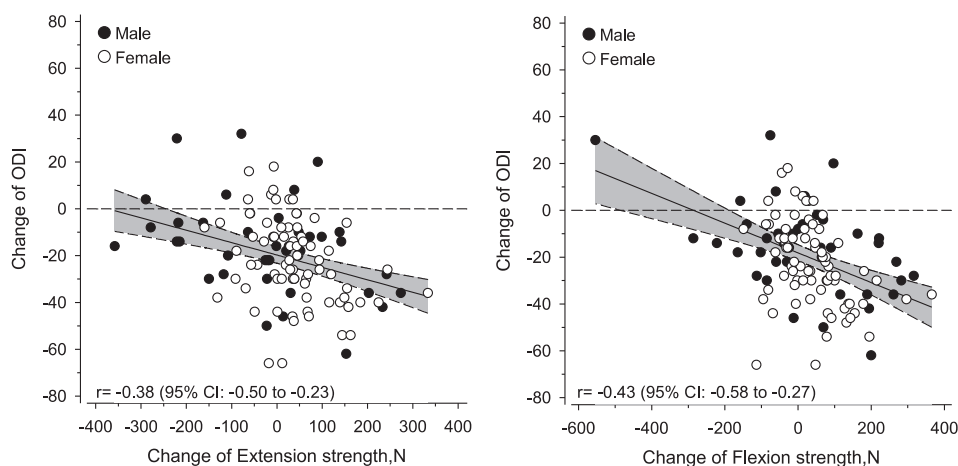 80
60
40
20
0
-20
-40
-60
-80
Change of ODI
Male
Female
r= -0.38 (95% CI: -0.50 to -0.23)
-400 -300 -200 -100 0 100 200 300 400
Change of Extension strength,N
80
60
40
20
0
-20
-40
-60
-80
Change of ODI
Male
Female
r= -0.43 (95% CI: -0.58 to -0.27)
-600 -400 -200 0 200 400
Change of Flexion strength,N